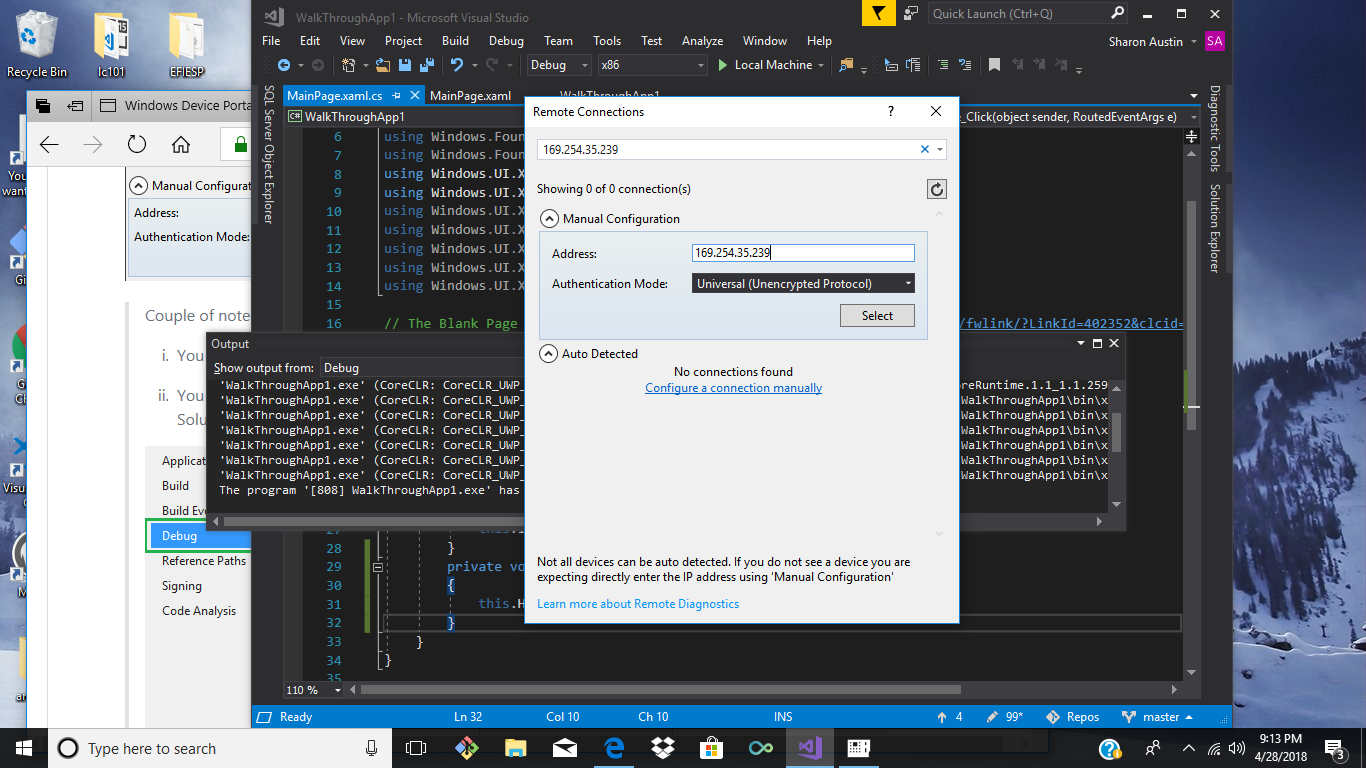 WalkThroughApp1 - Microsoft Visual Studio
Quick Launch (Ctrl+Q)
File Edit View Project Build Debug Team Tools Test Analyze Window Help
Sharon Austin
SA
Debug
x86
Local Machine
Recycle Bin
lc101
EFIESP
Windows Device Porta
MainPage.xaml.cs
MainPage.xaml
WalkThroughApp1
C# WalkThroughApp1
_Click(object sender, RoutedEventArgs e)
SQL Server Object Explorer
Diagnostic Tools
Solution Explorer
Manual Configurat
Address:
Authentication Mode:
Couple of note
i. You
ii. You
Solu
Applicat
Build
Build Eve
Debug
Reference Paths
Signing
Code Analysis
6 using Windows.Foun
7 using Windows.Foun
8 using Windows.UI.X
9 using Windows.UI.X
10 using Windows.UI.X
11 using Windows.UI.X
12 using Windows.UI.X
13 using Windows.UI.X
14 using Windows.UI.X
15
16 // The Blank Page
/fwlink/?LinkId=402352&clcid=
Remote Connections
?
169.254.35.239
Showing 0 of 0 connection(s)
Manual Configuration
Address: 169.254.35.239
Authentication Mode: Universal (Unencrypted Protocol)
Select
Auto Detected
No connections found
Configure a connection manually
Not all devices can be auto detected. If you do not see a device you are
expecting directly enter the IP address using 'Manual Configuration'
Learn more about Remote Diagnostics
Output
Show output from: Debug
'WalkThroughApp1.exe' (CoreCLR: CoreCLR_UWP_ oreRuntime.1.1_1.1.259
'WalkThroughApp1.exe' (CoreCLR: CoreCLR_UWP_ WalkThroughApp1\bin\x
'WalkThroughApp1.exe' (CoreCLR: CoreCLR_UWP_ WalkThroughApp1\bin\x
'WalkThroughApp1.exe' (CoreCLR: CoreCLR_UWP_ WalkThroughApp1\bin\x
'WalkThroughApp1.exe' (CoreCLR: CoreCLR_UWP_ WalkThroughApp1\bin\x
'WalkThroughApp1.exe' (CoreCLR: CoreCLR_UWP_ WalkThroughApp1\bin\x
'WalkThroughApp1.exe' (CoreCLR: CoreCLR_UWP_ WalkThroughApp1\bin\x
The program '[808] WalkThroughApp1.exe' has
28 }
29 private vo
30 {
31 this.H
32 }
33 }
34 }
35
110 %
Ready
Ln 32
Col 10
Ch 10
INS
4
99*
Repos
master
Type here to search
9:13 PM
4/28/2018
3